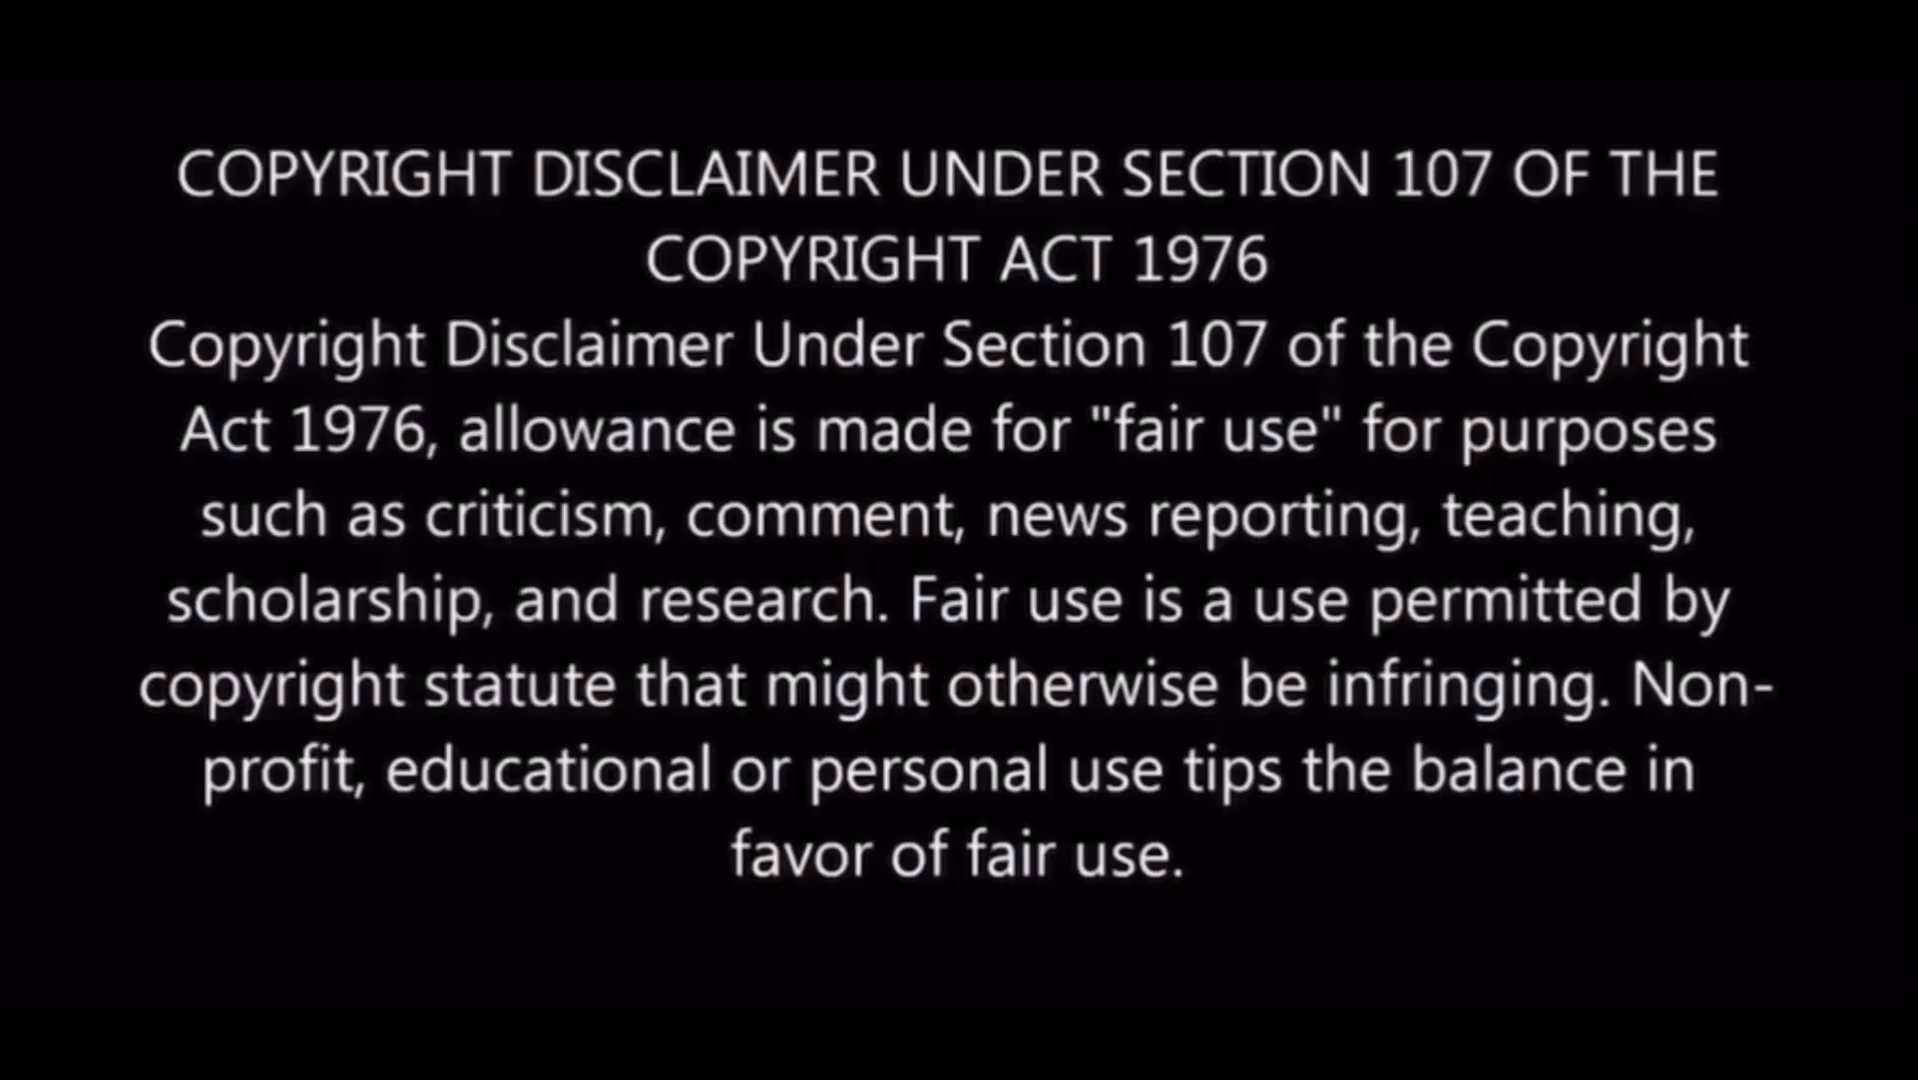 COPYRIGHT DISCLAIMER UNDER SECTION 107 OF THE
COPYRIGHT ACT 1976
Copyright Disclaimer Under Section 107 of the Copyright
Act 1976, allowance is made for "fair use" for purposes
such as criticism, comment, news reporting, teaching,
scholarship, and research. Fair use is a use permitted by
copyright statute that might otherwise be infringing. Non-
profit, educational or personal use tips the balance in
favor of fair use.